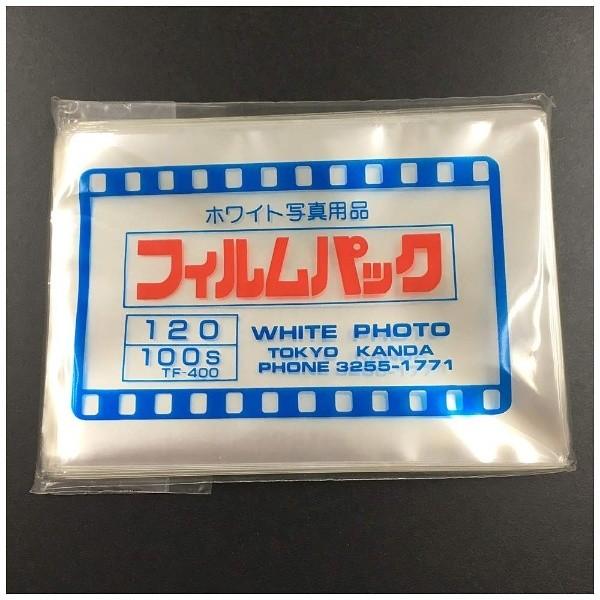 ホワイト写真用品
フィルムパック
120
100S
TF-400
WHITE PHOTO
TOKYO KANDA
PHONE 3255-1771